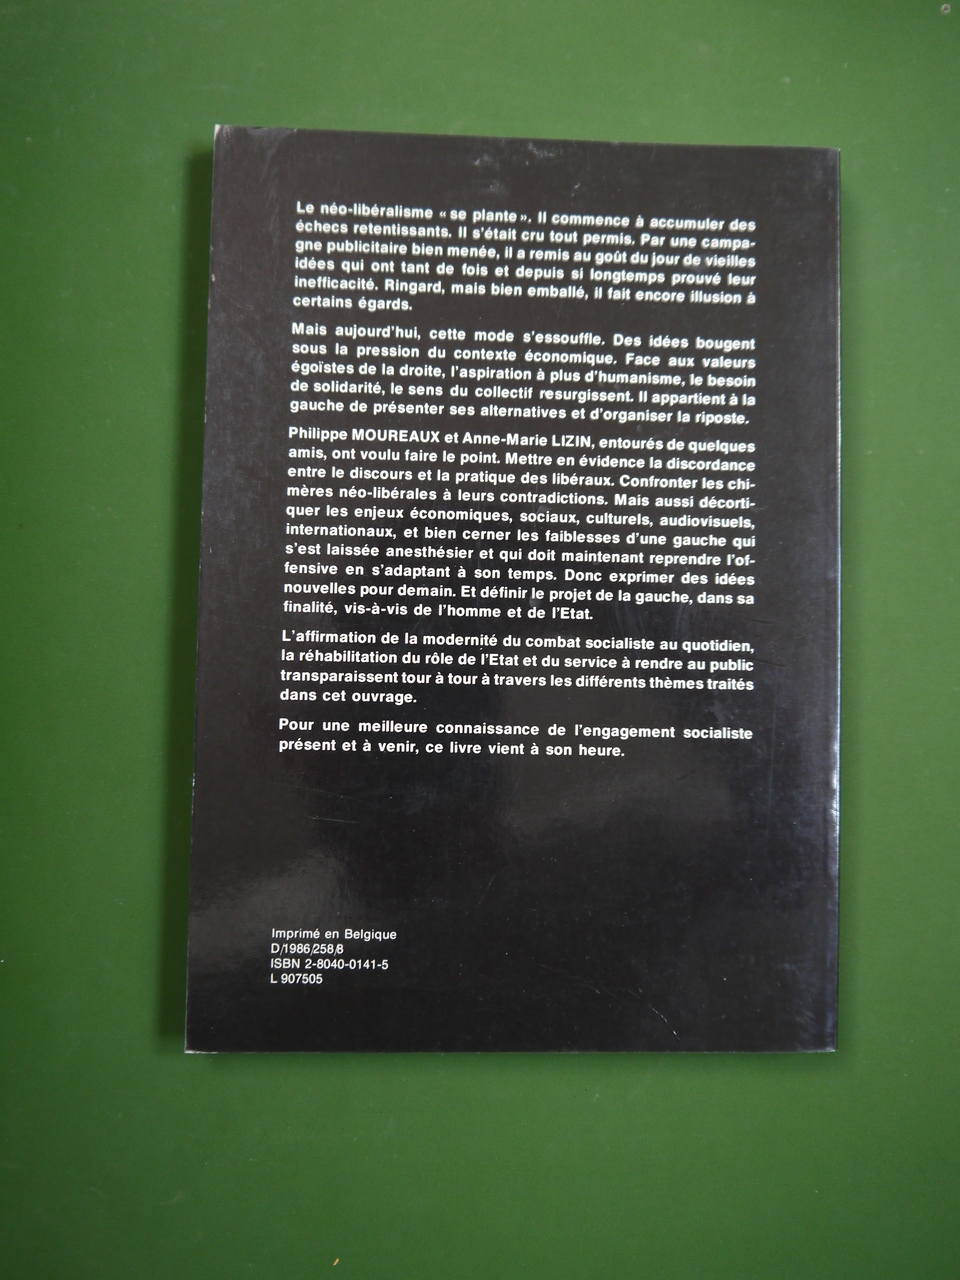 Le néo-libéralisme « se plante ». Il commence à accumuler des
échecs retentissants. Il s'était cru tout permis. Par une campa-
gne publicitaire bien menée, il a remis au goût du jour de vieilles
idées qui ont tant de fois et depuis si longtemps prouvé leur
inefficacité. Ringard, mais bien emballé, il fait encore illusion à
certains égards.
Mais aujourd'hui, cette mode s'essouffle. Des idées bougent
sous la pression du contexte économique. Face aux valeurs
égoïstes de la droite, l'aspiration à plus d'humanisme, le besoin
de solidarité, le sens du collectif resurgissent. Il appartient à la
gauche de présenter ses alternatives et d'organiser la riposte.
Philippe MOUREAUX et Anne-Marie LIZIN, entourés de quelques
amis, ont voulu faire le point. Mettre en évidence la discordance
entre le discours et la pratique des libéraux. Confronter les chi-
mères néo-libérales à leurs contradictions. Mais aussi décorti-
quer les enjeux économiques, sociaux, culturels, audiovisuels,
internationaux, et bien cerner les faiblesses d'une gauche qui
s'est laissée anesthésier et qui doit maintenant reprendre l'of-
fensive en s'adaptant à son temps. Donc exprimer des idées
nouvelles pour demain. Et définir le projet de la gauche, dans sa
finalité, vis-à-vis de l'homme et de l'Etat.
L'affirmation de la modernité du combat socialiste au quotidien,
la réhabilitation du rôle de l'Etat et du service à rendre au public
transparaissent tour à tour à travers les différents thèmes traités
dans cet ouvrage.
Pour une meilleure connaissance de l'engagement socialiste
présent et à venir, ce livre vient à son heure.
Imprimé en Belgique
D/1986/258/8
ISBN 2-8040-0141-5
L 907505